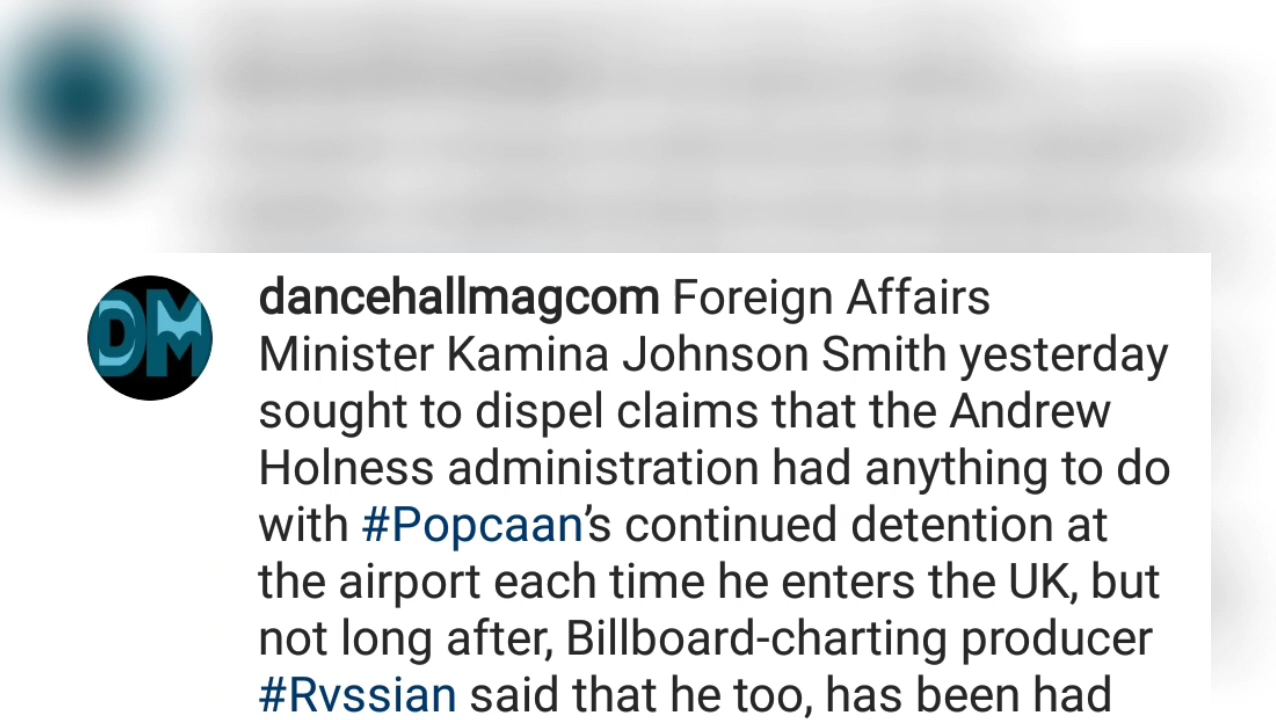 DM
dancehallmagcom Foreign Affairs
Minister Kamina Johnson Smith yesterday
sought to dispel claims that the Andrew
Holness administration had anything to do
with #Popcaan’s continued detention at
the airport each time he enters the UK, but
not long after, Billboard-charting producer
#Rvssian said that he too, has been had